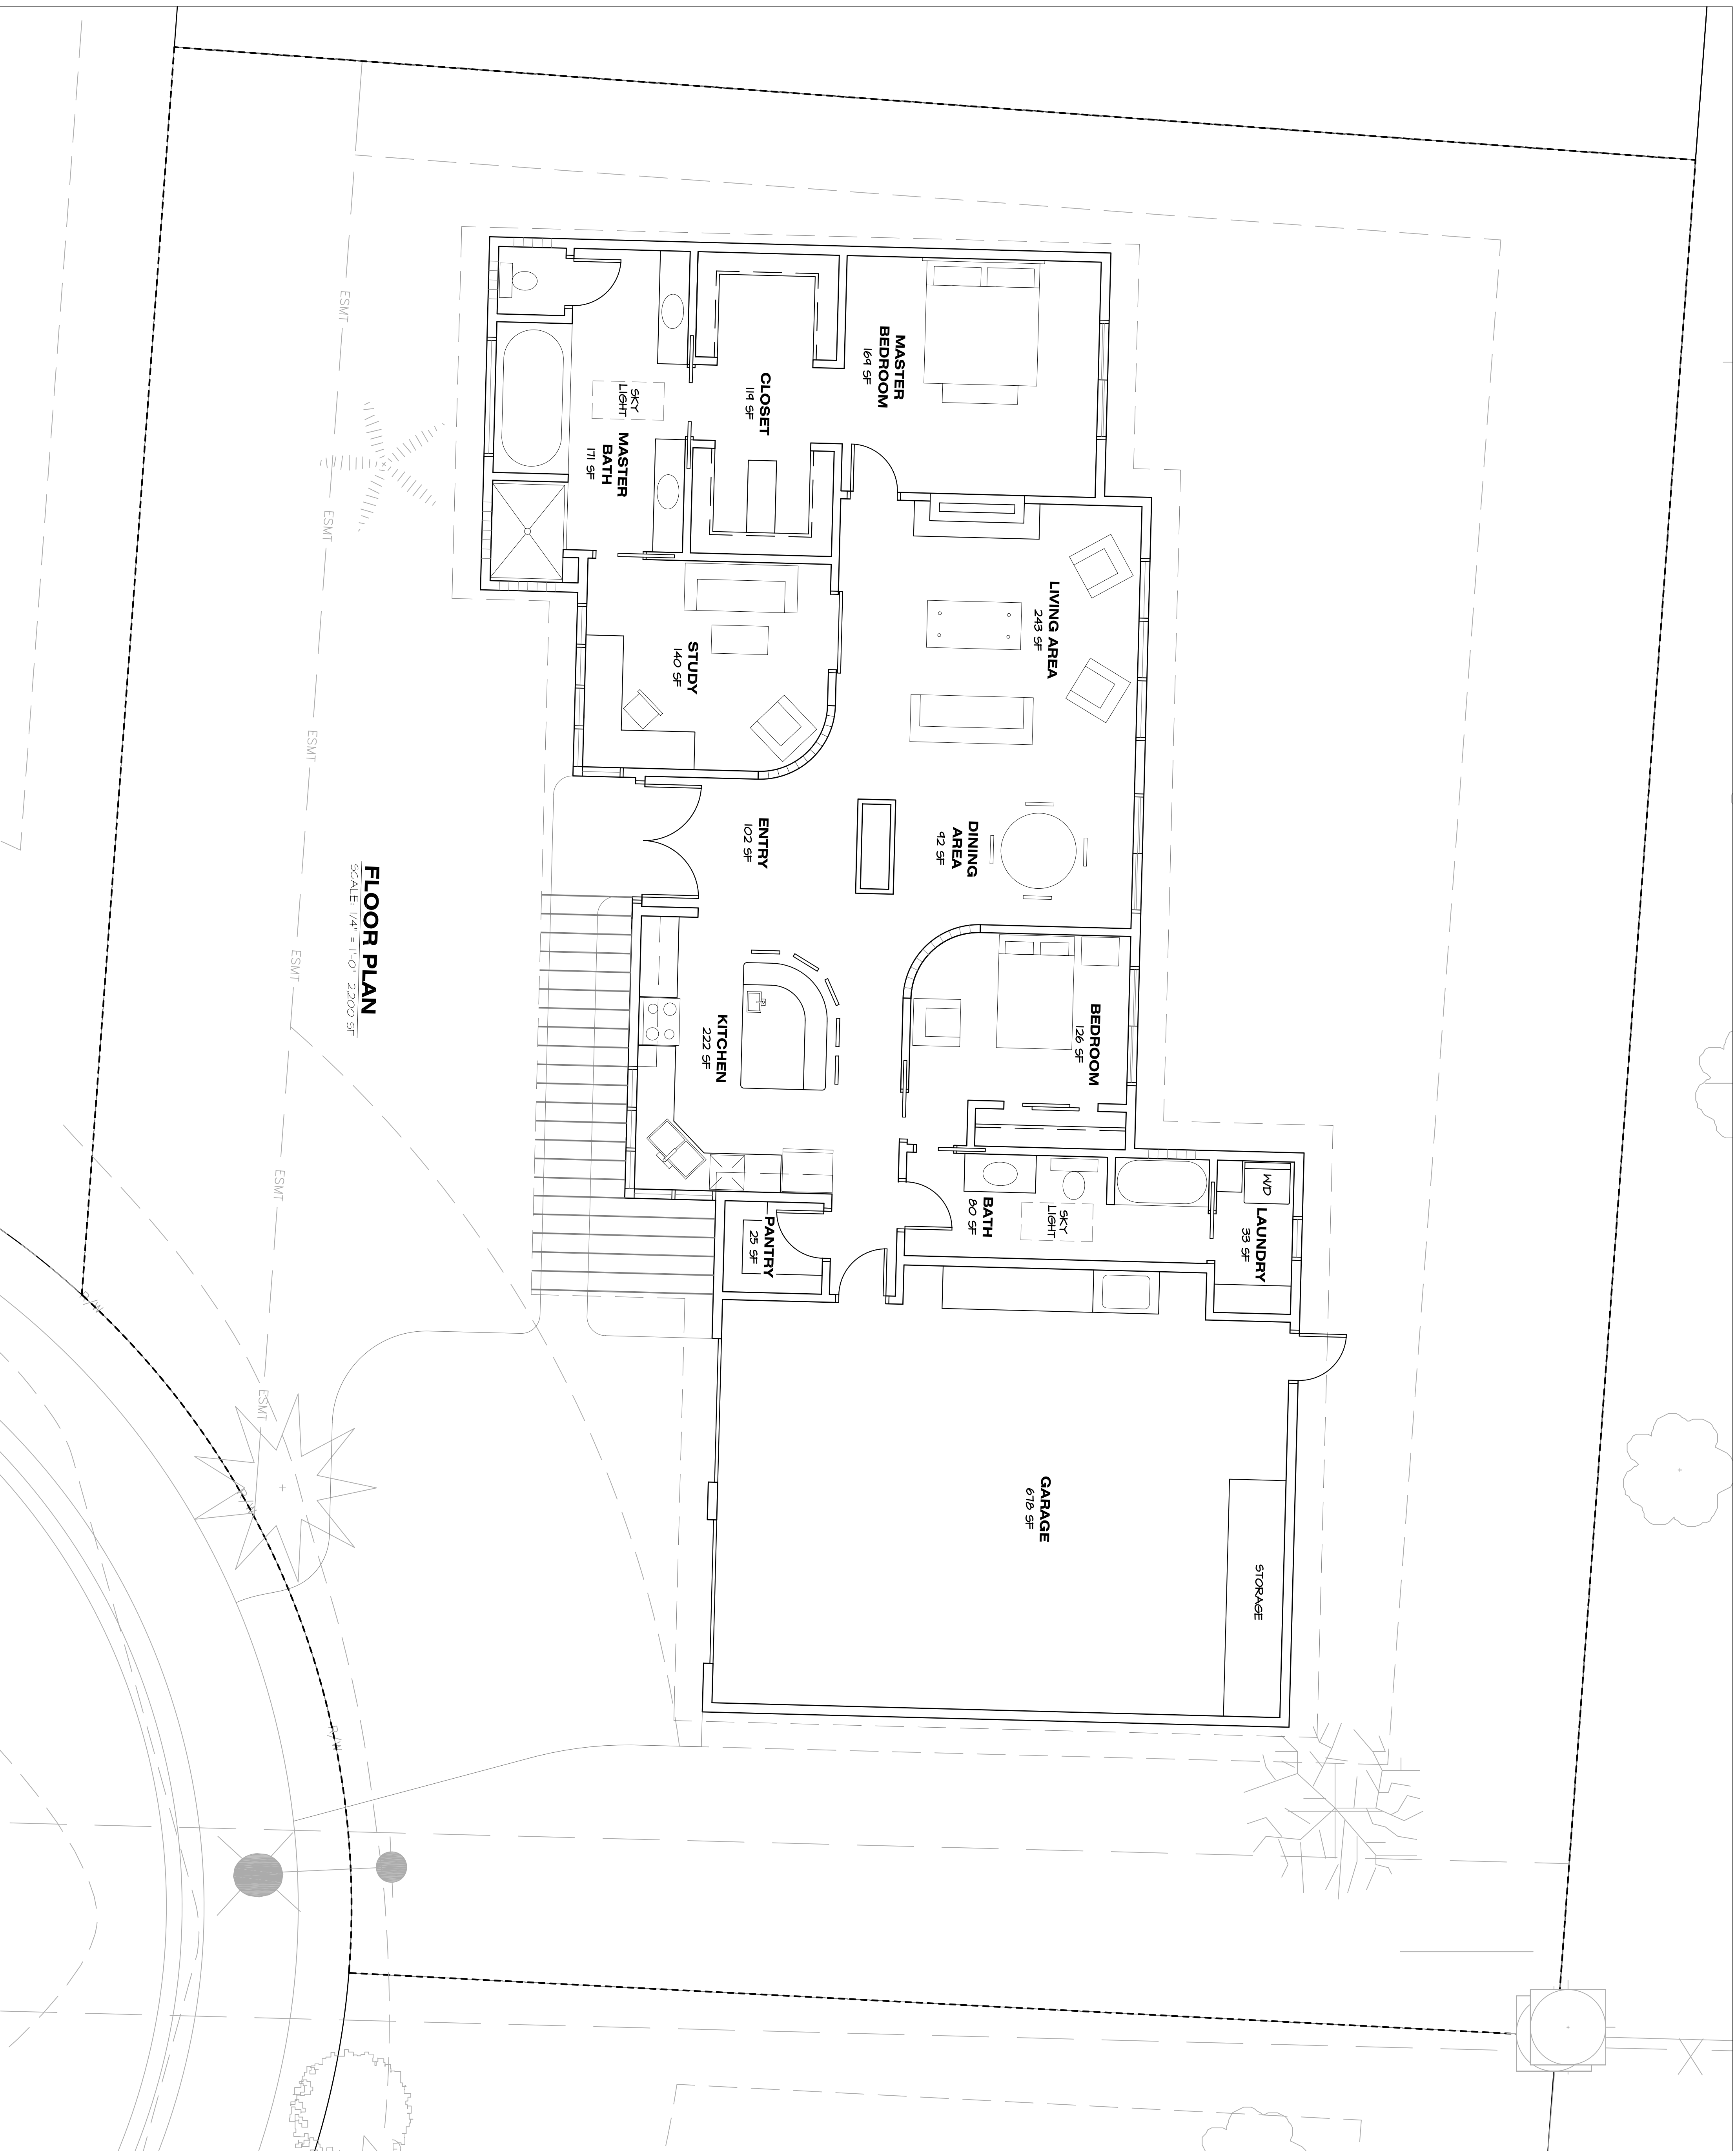 MASTER
BEDROOM
169 SF
CLOSET
119 SF
SKY
LIGHT
MASTER
BATH
171 SF
LIVING AREA
243 SF
STUDY
140 SF
DINING
AREA
92 SF
ENTRY
102 SF
BEDROOM
126 SF
KITCHEN
222 SF
WD
LAUNDRY
33 SF
BATH
80 SF
SKY
LIGHT
PANTRY
25 SF
GARAGE
678 SF
STORAGE
FLOOR PLAN
SCALE: 1/4" = 1'-0" 2,200 SF
ESMT
ESMT
ESMT
ESMT
ESMT
ESMT
R/W
R/W
R/W